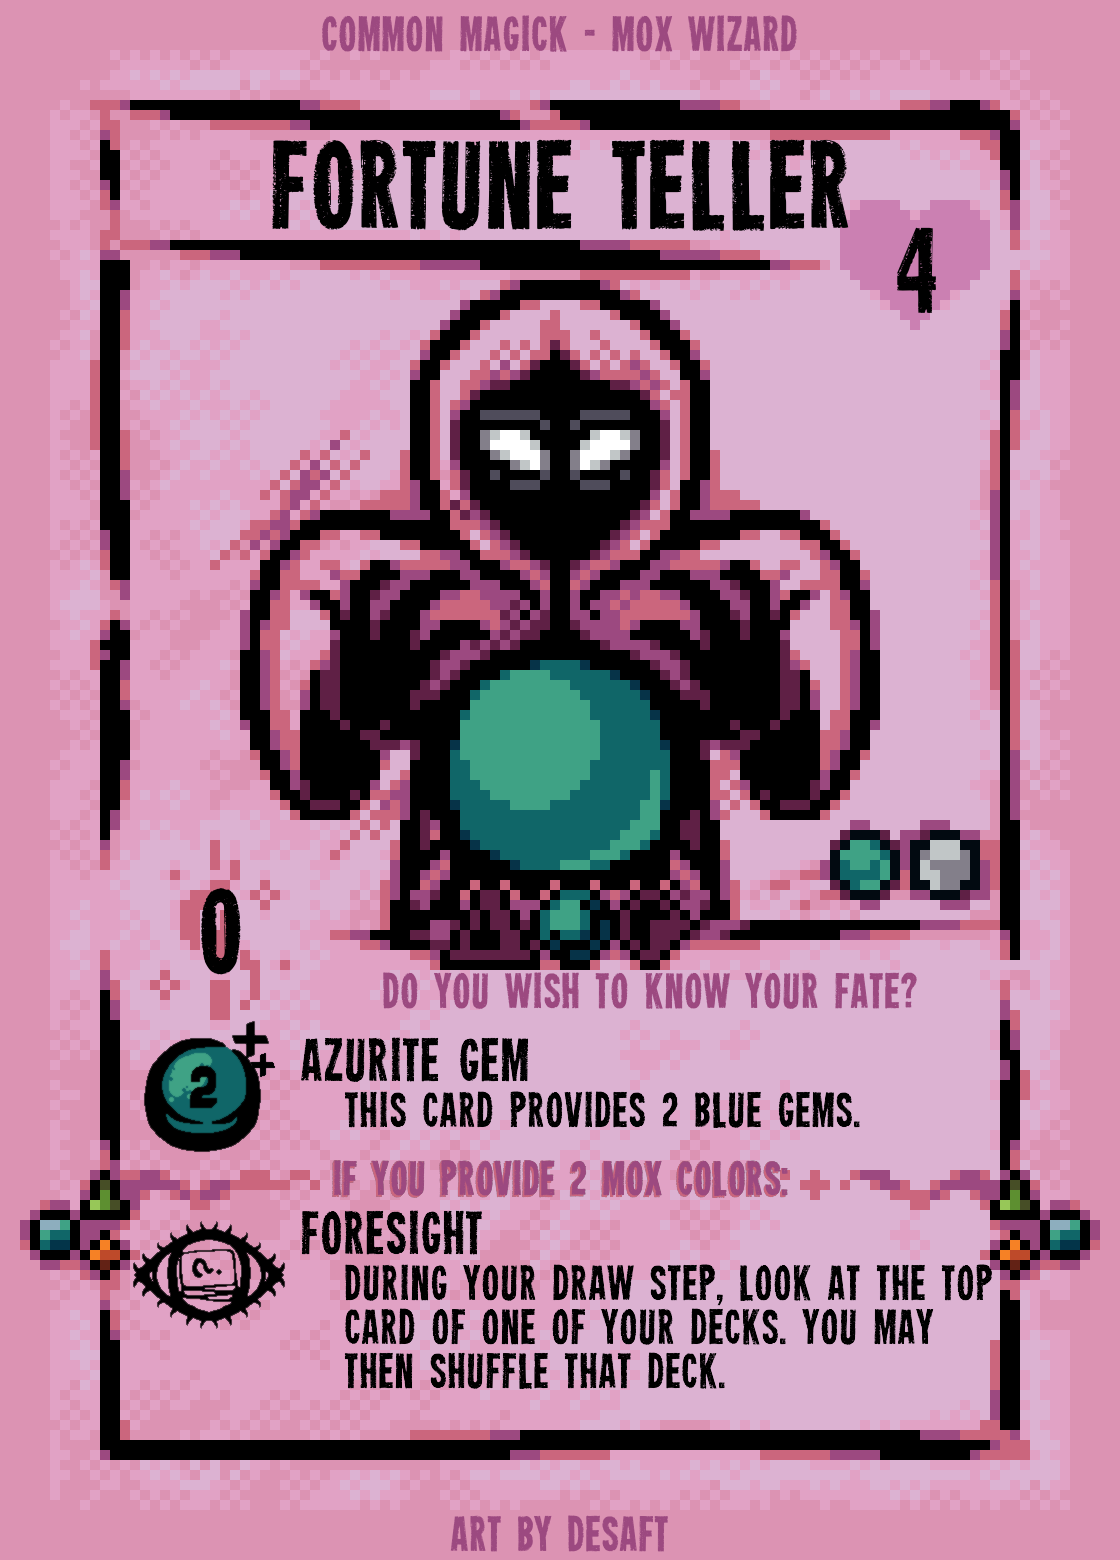 COMMON MAGICK - MOX WIZARD
FORTUNE TELLER
4
0
DO YOU WISH TO KNOW YOUR FATE?
2
AZURITE GEM
THIS CARD PROVIDES 2 BLUE GEMS.
IF YOU PROVIDE 2 MOX COLORS:
FORESIGHT
?
DURING YOUR DRAW STEP, LOOK AT THE TOP
CARD OF ONE OF YOUR DECKS. YOU MAY
THEN SHUFFLE THAT DECK.
ART BY DESAFT